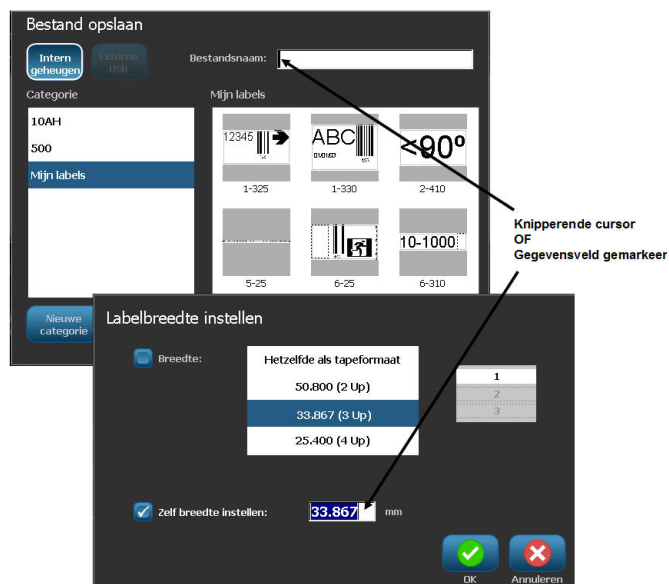 Bestand opslaan
Intern geheugen
Externe USB
Bestandsnaam:
Categorie
Mijn labels
10AH
500
Mijn labels
12345
ABC
<90º
1-325
1-330
2-410
10-1000
5-25
6-25
6-310
Knipperende cursor
OF
Gegevensveld gemarkeer
Nieuwe categorie
Labelbreedte instellen
Breedte:
Hetzelfde als tapeformaat
50.800 (2 Up)
33.867 (3 Up)
25.400 (4 Up)
1
2
3
Zelf breedte instellen:
33.867
mm
OK
Annuleren